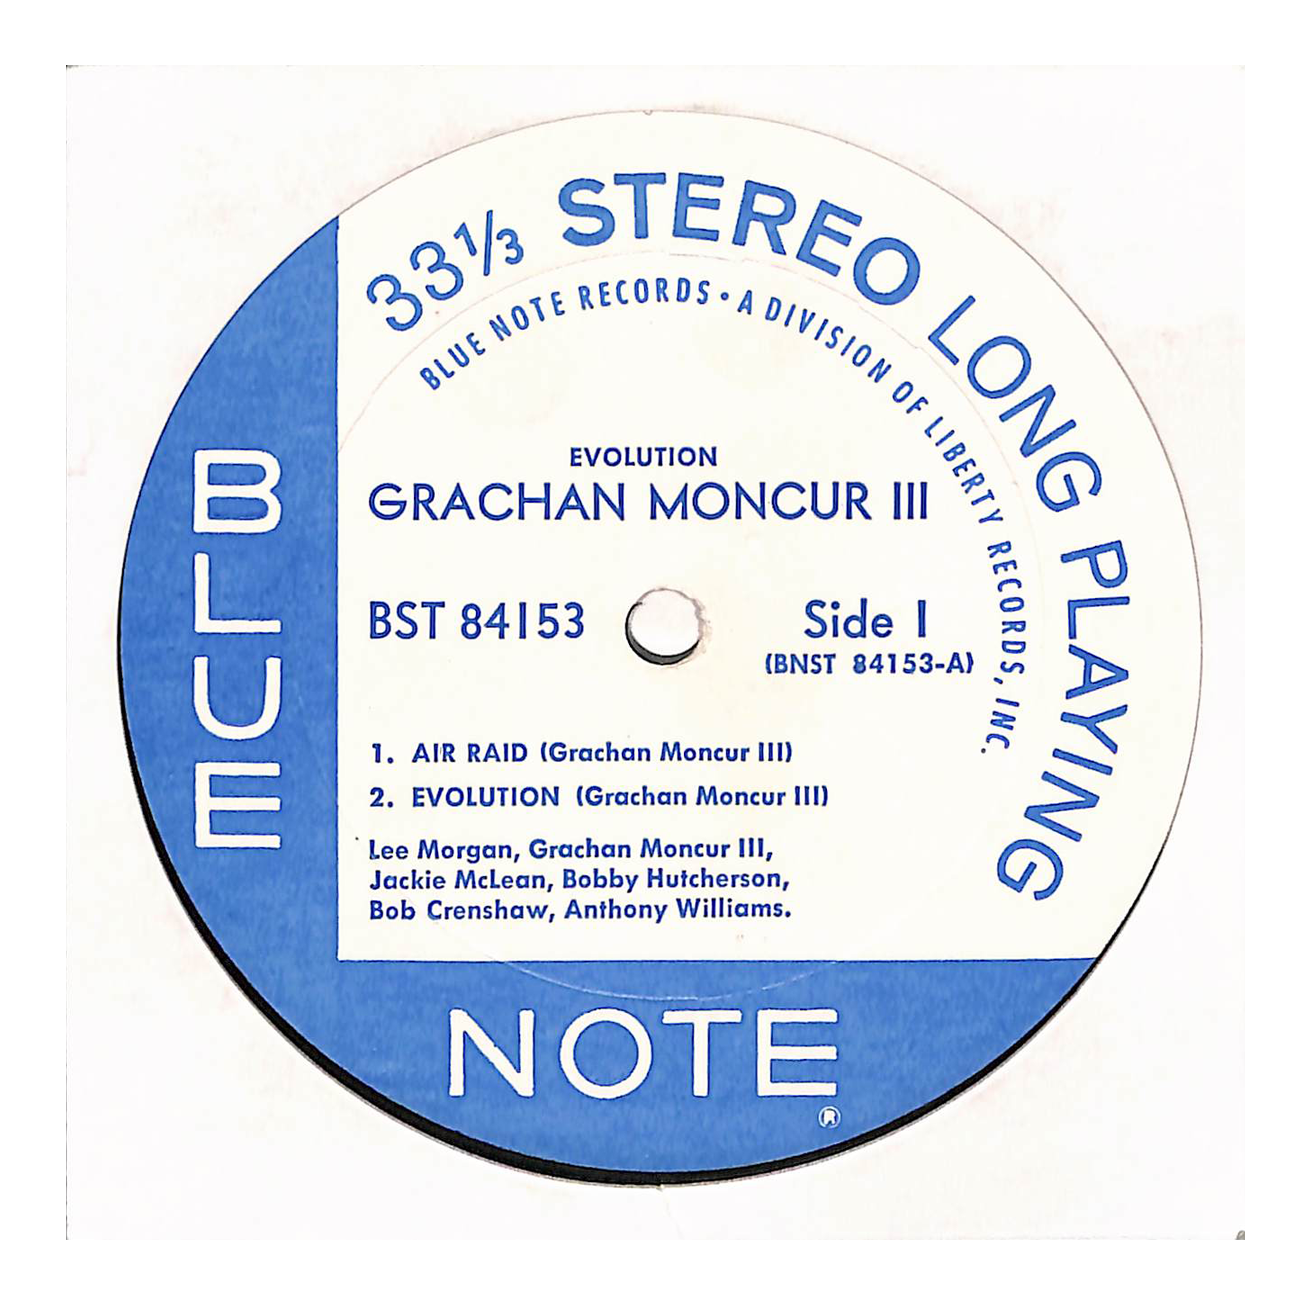 33⅓ STEREO LONG PLAYING
BLUE NOTE RECORDS • A DIVISION OF LIBERTY RECORDS, INC.
EVOLUTION
GRACHAN MONCUR III
BST 84153
Side 1
(BNST 84153-A)
1. AIR RAID (Grachan Moncur III)
2. EVOLUTION (Grachan Moncur III)
Lee Morgan, Grachan Moncur III,
Jackie McLean, Bobby Hutcherson,
Bob Crenshaw, Anthony Williams.
BLUE
NOTE
®